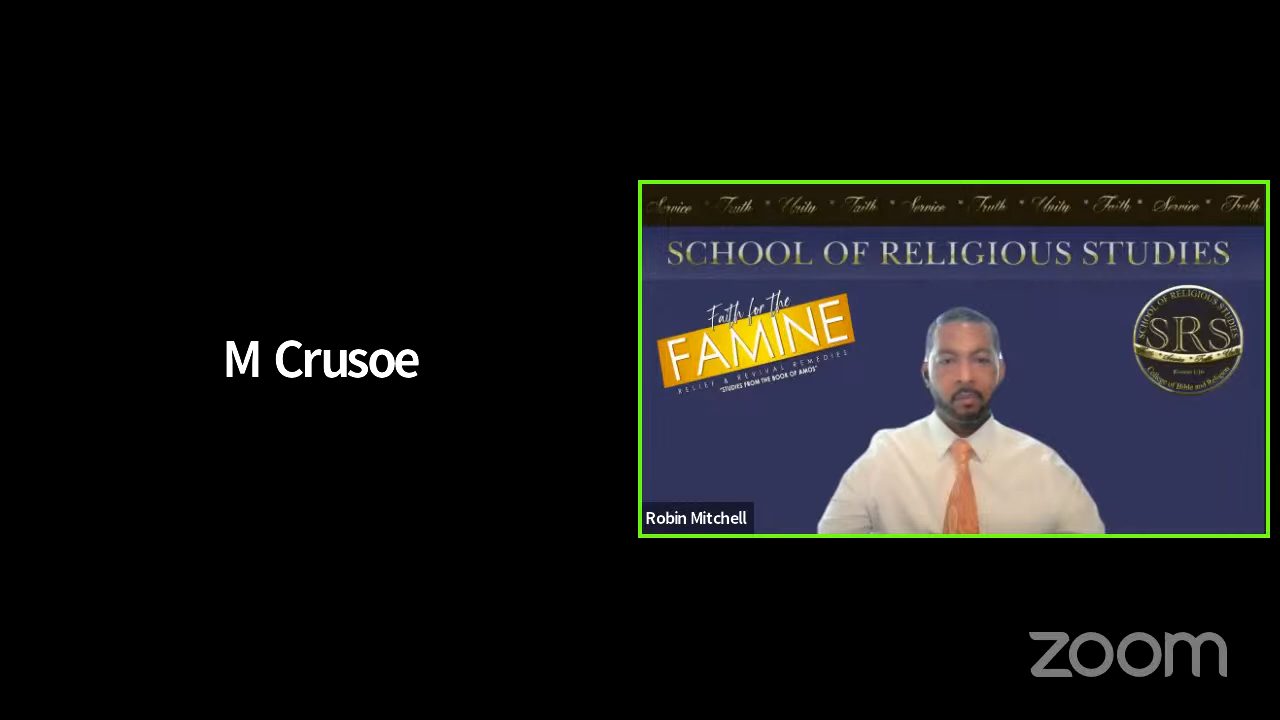 M Crusoe
Service * Truth * Unity * Faith * Service * Truth * Unity * Faith * Service * Truth
SCHOOL OF RELIGIOUS STUDIES
Faith for the
FAMINE
RELIEF & REVIVAL REMEDIES
"STUDIES FROM THE BOOK OF AMOS"
SCHOOL OF RELIGIOUS STUDIES
SRS
College of Bible and Religion
Robin Mitchell
zoom